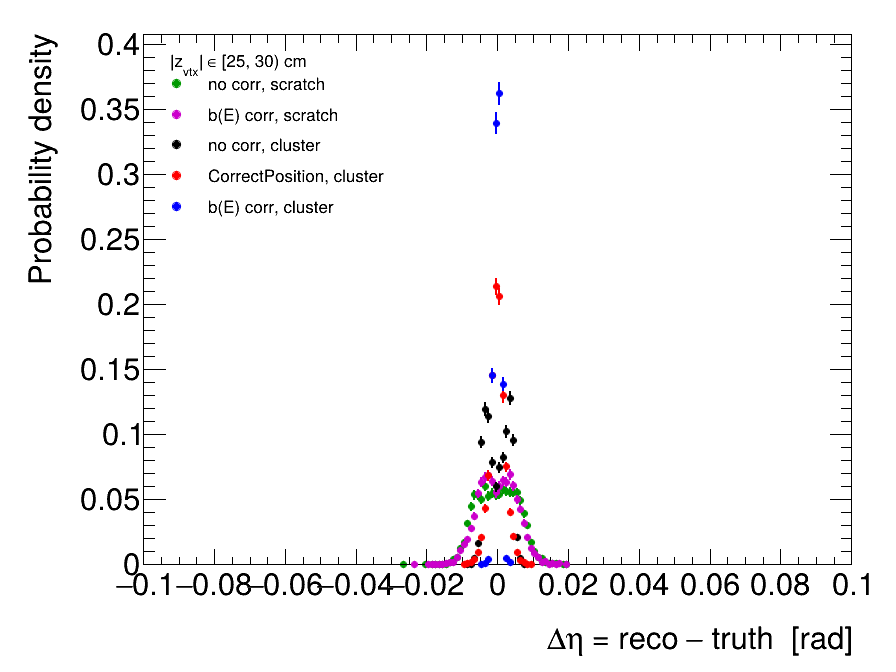 Probability density
0.4
0.35
0.3
0.25
0.2
0.15
0.1
0.05
0
|z_vtx| ∈ [25, 30) cm
no corr, scratch
b(E) corr, scratch
no corr, cluster
CorrectPosition, cluster
b(E) corr, cluster
−0.1 −0.08 −0.06 −0.04 −0.02 0 0.02 0.04 0.06 0.08 0.1
Δη = reco − truth [rad]